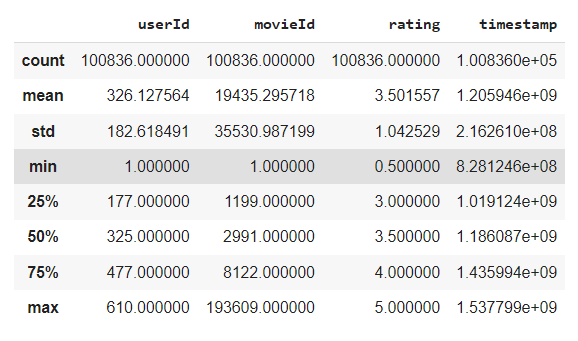 userId movieId rating timestamp
count 100836.000000 100836.000000 100836.000000 1.008360e+05
mean 326.127564 19435.295718 3.501557 1.205946e+09
std 182.618491 35530.987199 1.042529 2.162610e+08
min 1.000000 1.000000 0.500000 8.281246e+08
25% 177.000000 1199.000000 3.000000 1.019124e+09
50% 325.000000 2991.000000 3.500000 1.186087e+09
75% 477.000000 8122.000000 4.000000 1.435994e+09
max 610.000000 193609.000000 5.000000 1.537799e+09